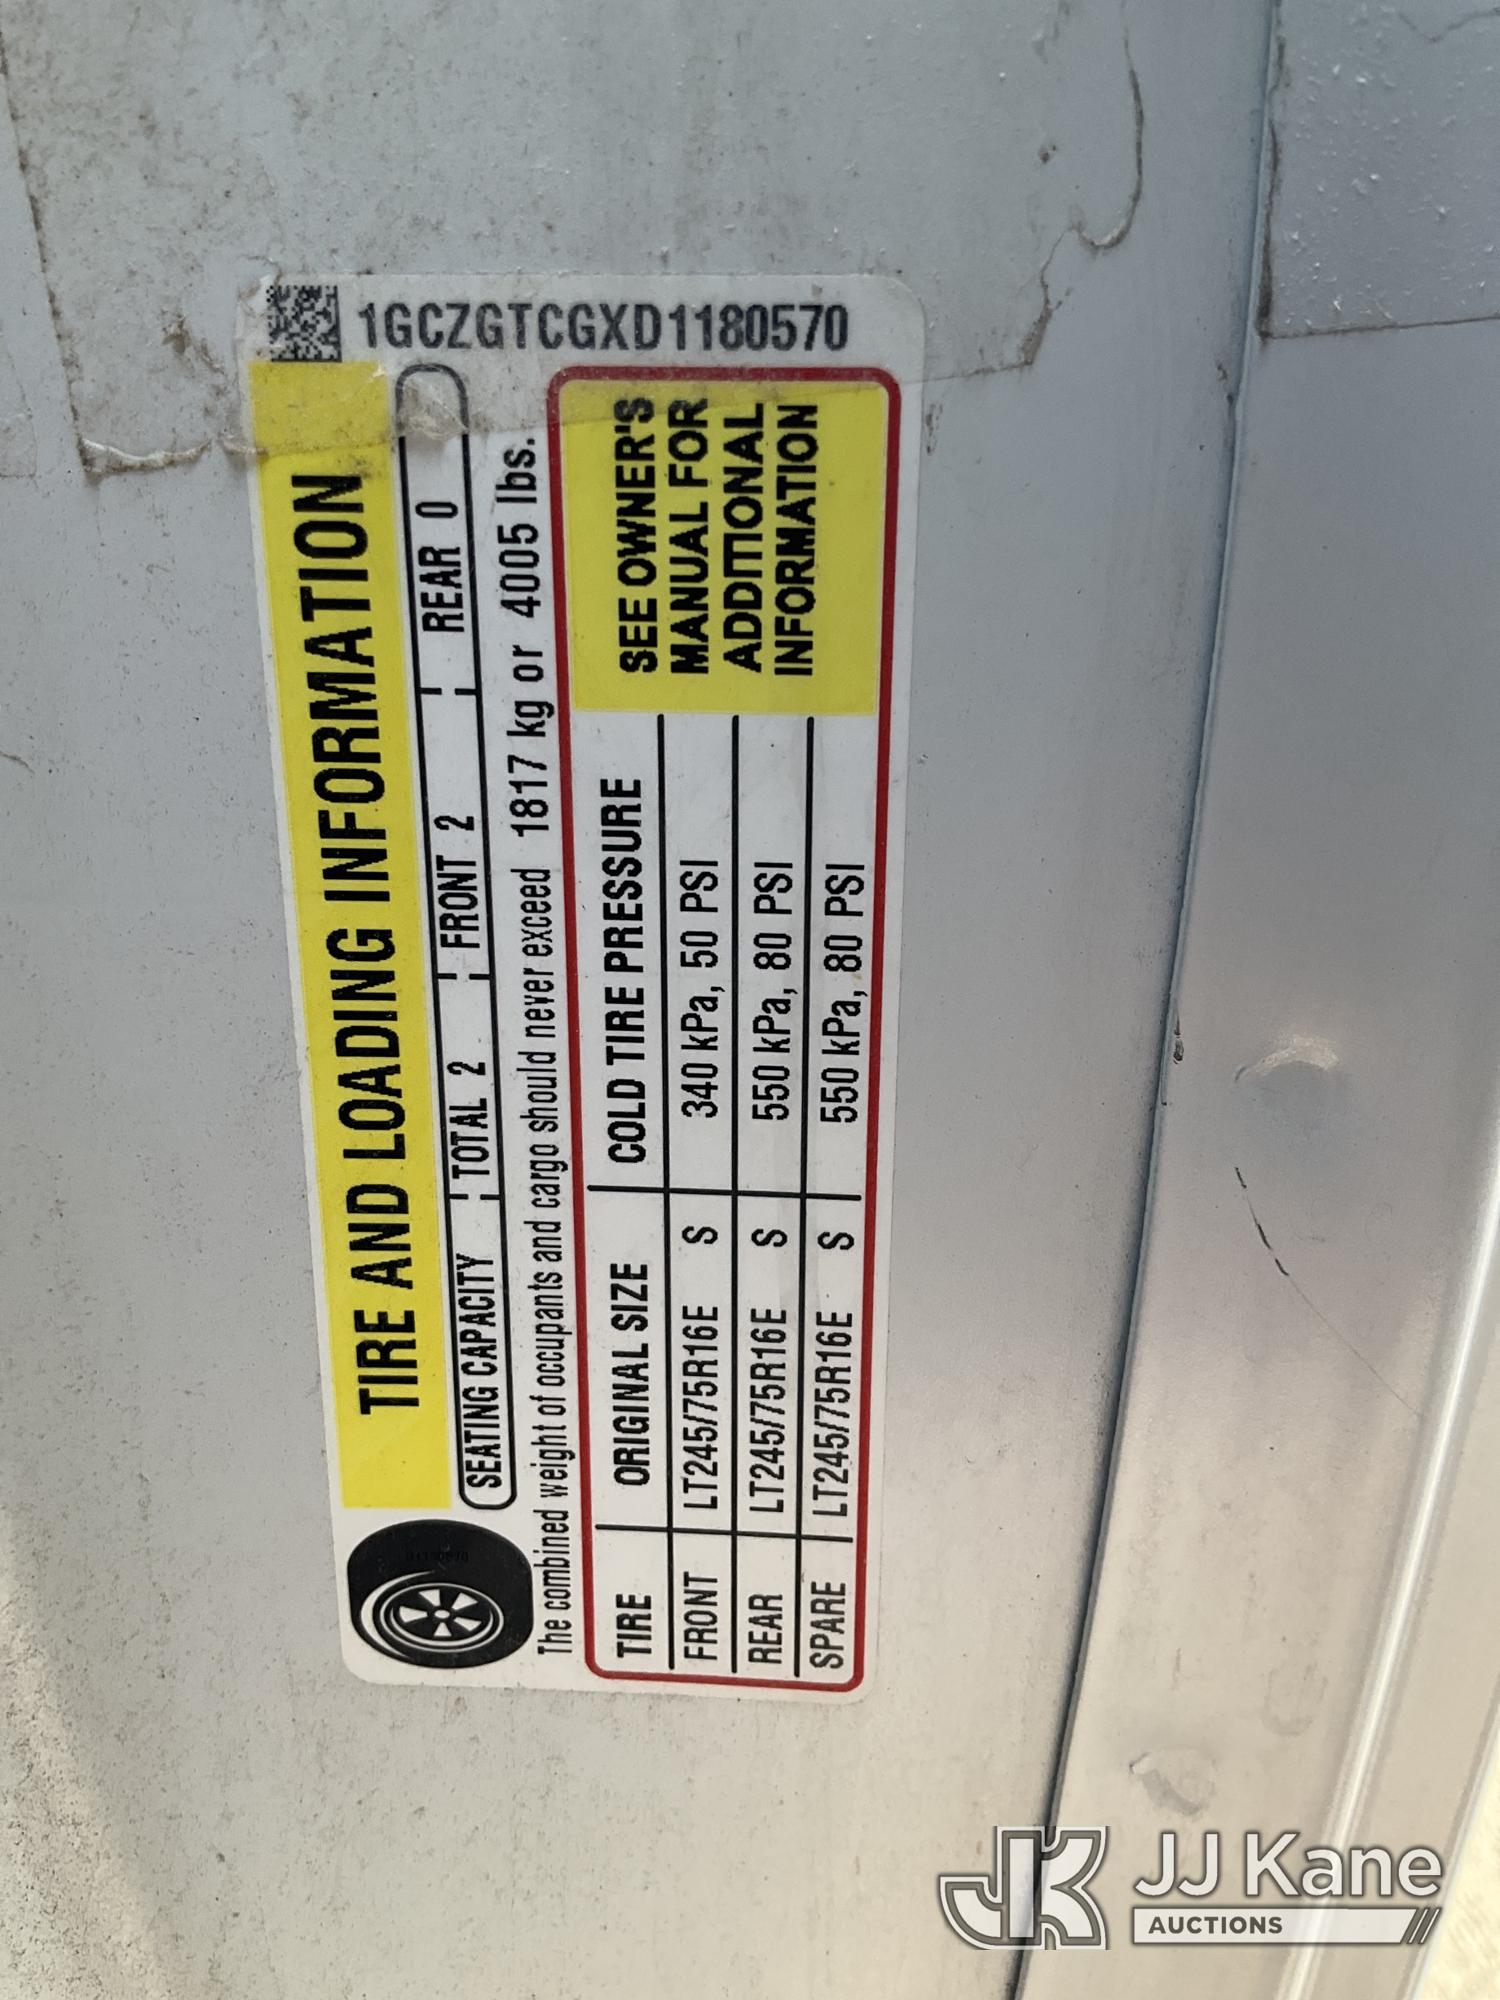 1GCZGTCGXD1180570
TIRE AND LOADING INFORMATION
SEATING CAPACITY TOTAL 2 FRONT 2 REAR 0
The combined weight of occupants and cargo should never exceed 1817 kg or 4005 lbs.
TIRE ORIGINAL SIZE COLD TIRE PRESSURE
FRONT LT245/75R16E S 340 kPa, 50 PSI
REAR LT245/75R16E S 550 kPa, 80 PSI
SPARE LT245/75R16E S 550 kPa, 80 PSI
SEE OWNER'S
MANUAL FOR
ADDITIONAL
INFORMATION
JK JJ Kane
AUCTIONS